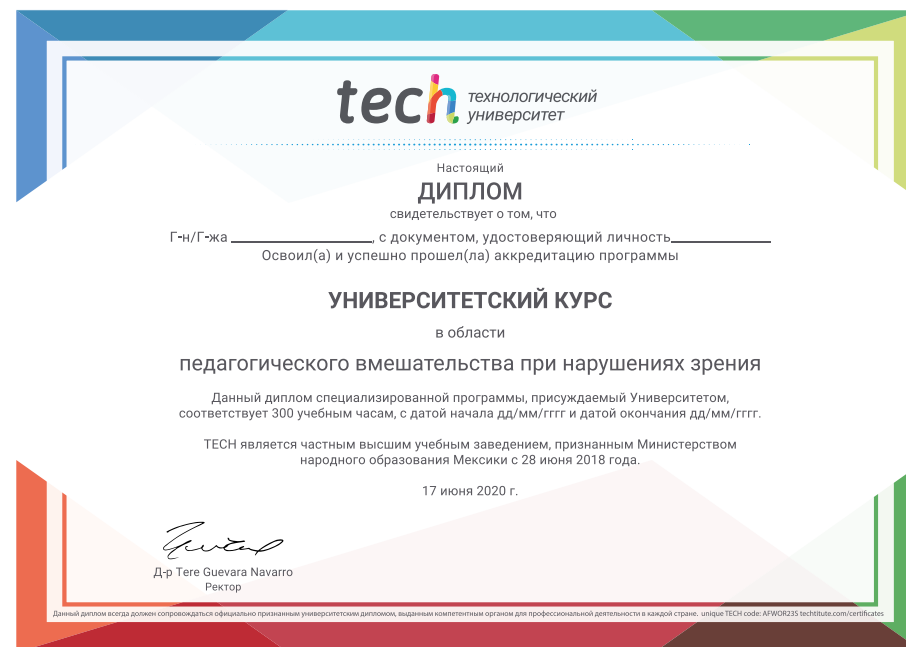 tech технологический
университет
Настоящий
ДИПЛОМ
свидетельствует о том, что
Г-н/Г-жа , с документом, удостоверяющий личность
Освоил(а) и успешно прошел(ла) аккредитацию программы
УНИВЕРСИТЕТСКИЙ КУРС
в области
педагогического вмешательства при нарушениях зрения
Данный диплом специализированной программы, присуждаемый Университетом,
соответствует 300 учебным часам, с датой начала дд/мм/гггг и датой окончания дд/мм/гггг.
TECH является частным высшим учебным заведением, признанным Министерством
народного образования Мексики с 28 июня 2018 года.
17 июня 2020 г.
Д-р Tere Guevara Navarro
Ректор
Данный диплом всегда должен сопровождаться официально признанным университетским дипломом, выданным компетентным органом для профессиональной деятельности в каждой стране. unique TECH code: AFWOR23S techtitute.com/certificates